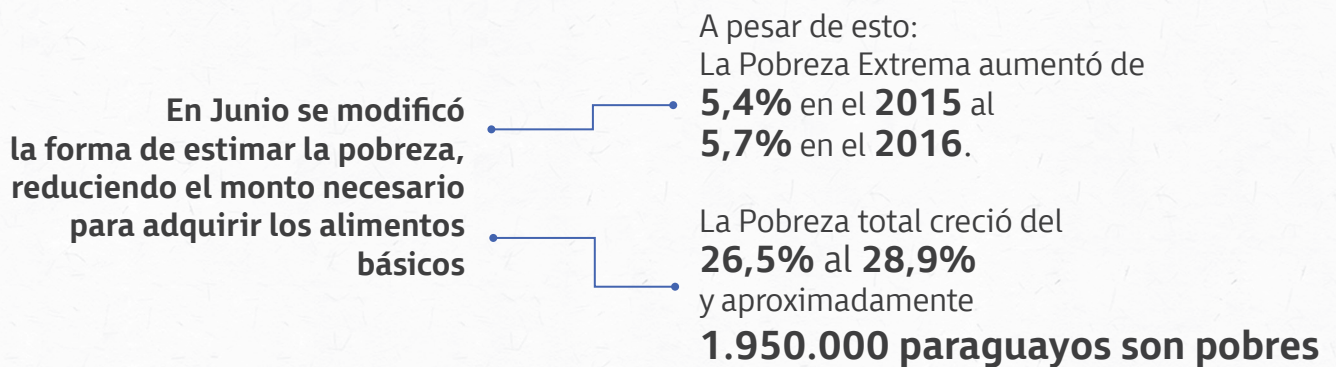 En Junio se modificó
la forma de estimar la pobreza,
reduciendo el monto necesario
para adquirir los alimentos
básicos
A pesar de esto:
La Pobreza Extrema aumentó de
5,4% en el 2015 al
5,7% en el 2016.
La Pobreza total creció del
26,5% al 28,9%
y aproximadamente
1.950.000 paraguayos son pobres